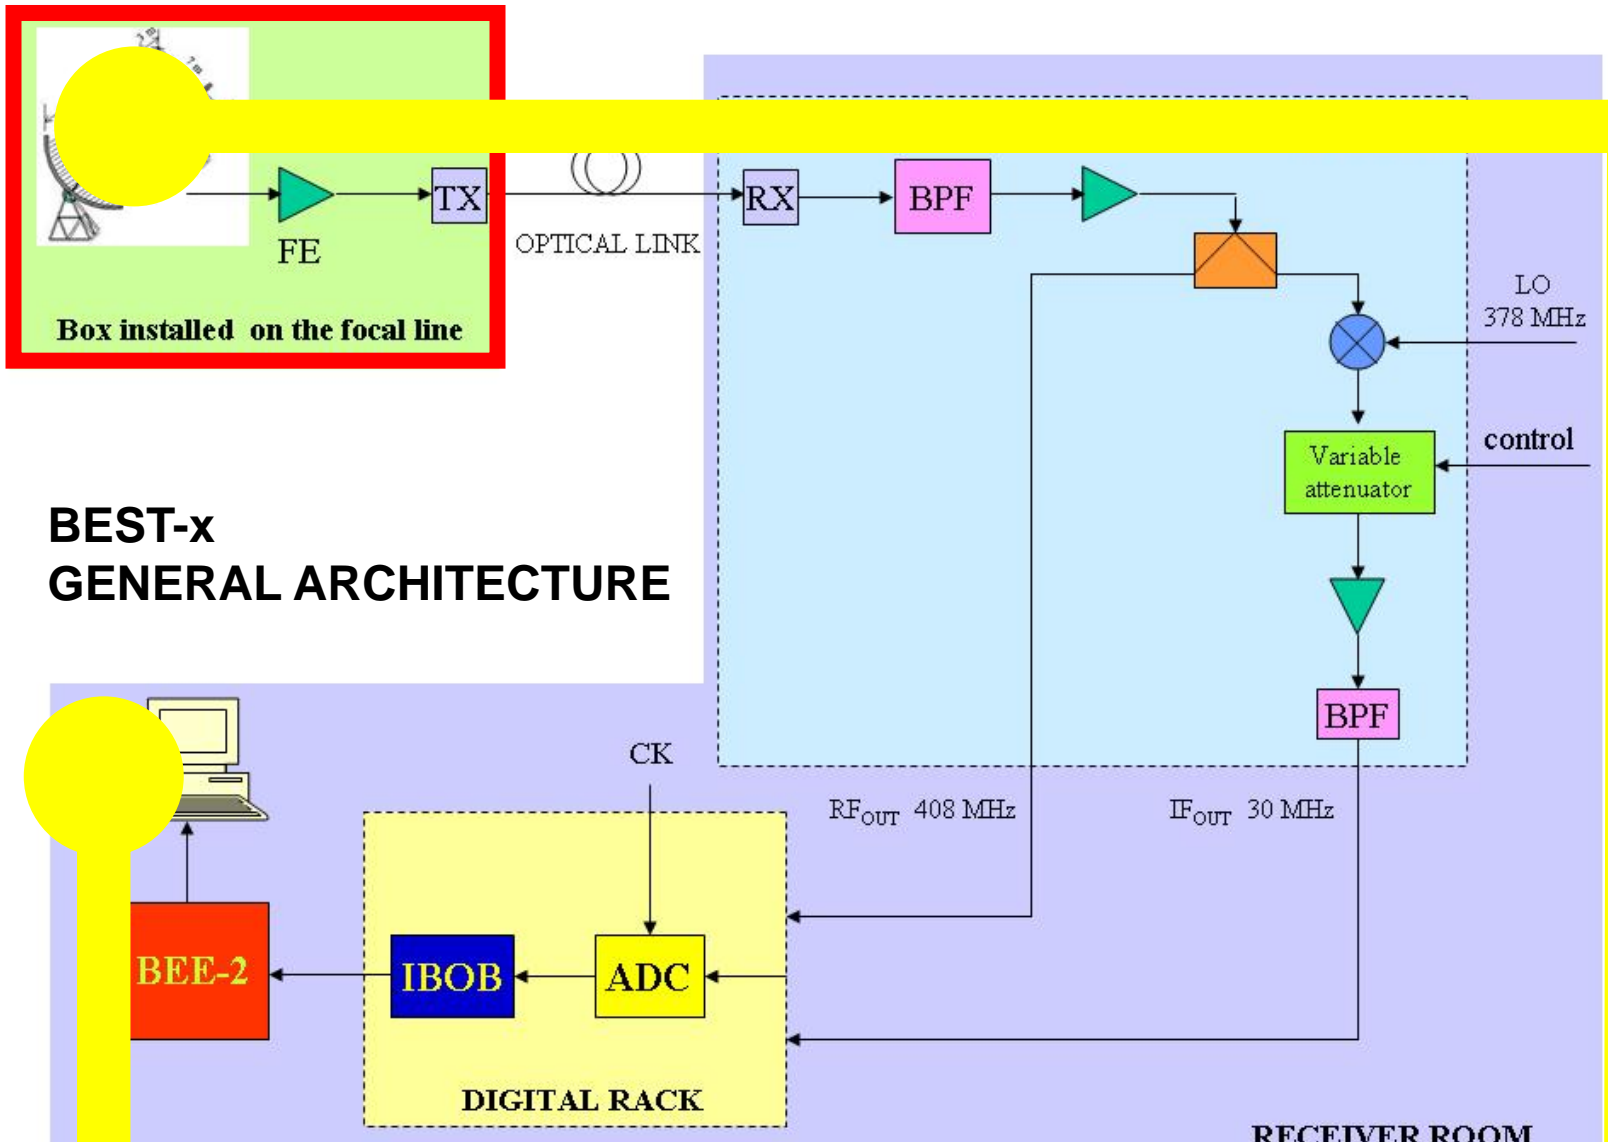 7 m
FE
TX
OPTICAL LINK
Box installed on the focal line
RX
BPF
LO
378 MHz
control
Variable
attenuator
BEST-x
GENERAL ARCHITECTURE
BPF
CK
RFOUT 408 MHz
IFOUT 30 MHz
BEE-2
IBOB
ADC
DIGITAL RACK
RECEIVER ROOM